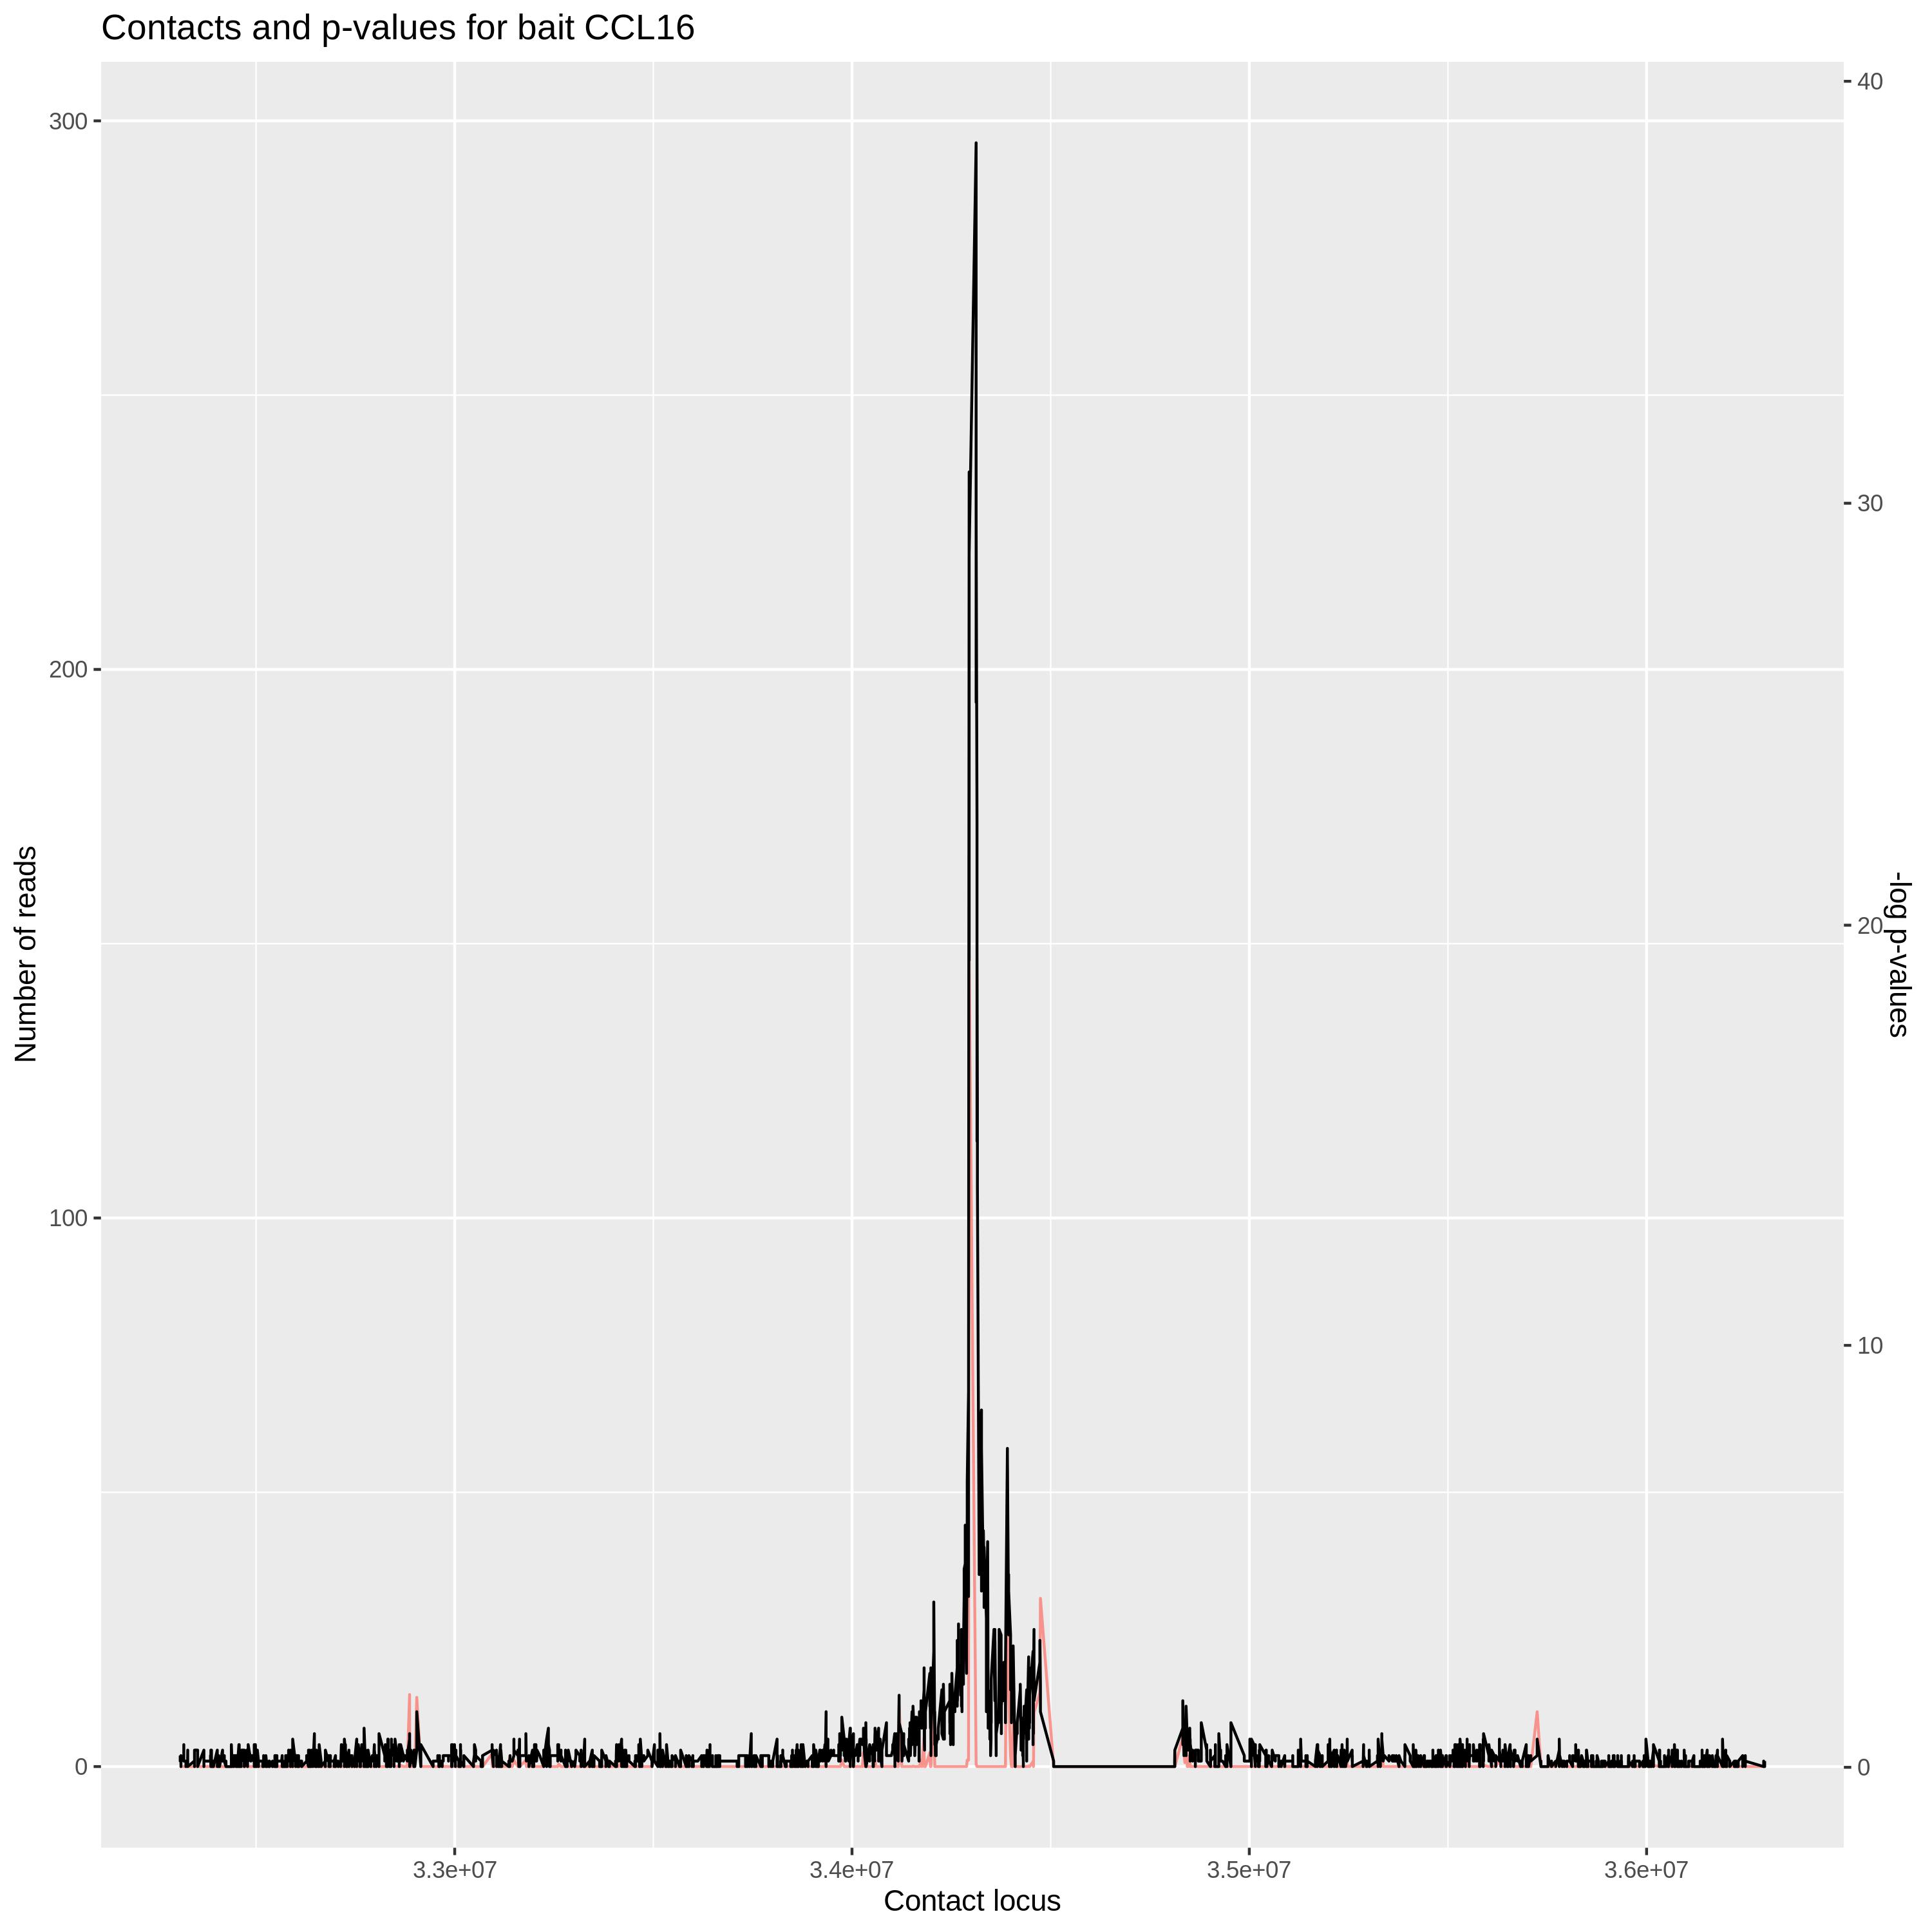 Contacts and p-values for bait CCL16
300
200
100
0
Number of reads
40
30
20
10
0
-log p-values
3.3e+07 3.4e+07 3.5e+07 3.6e+07
Contact locus